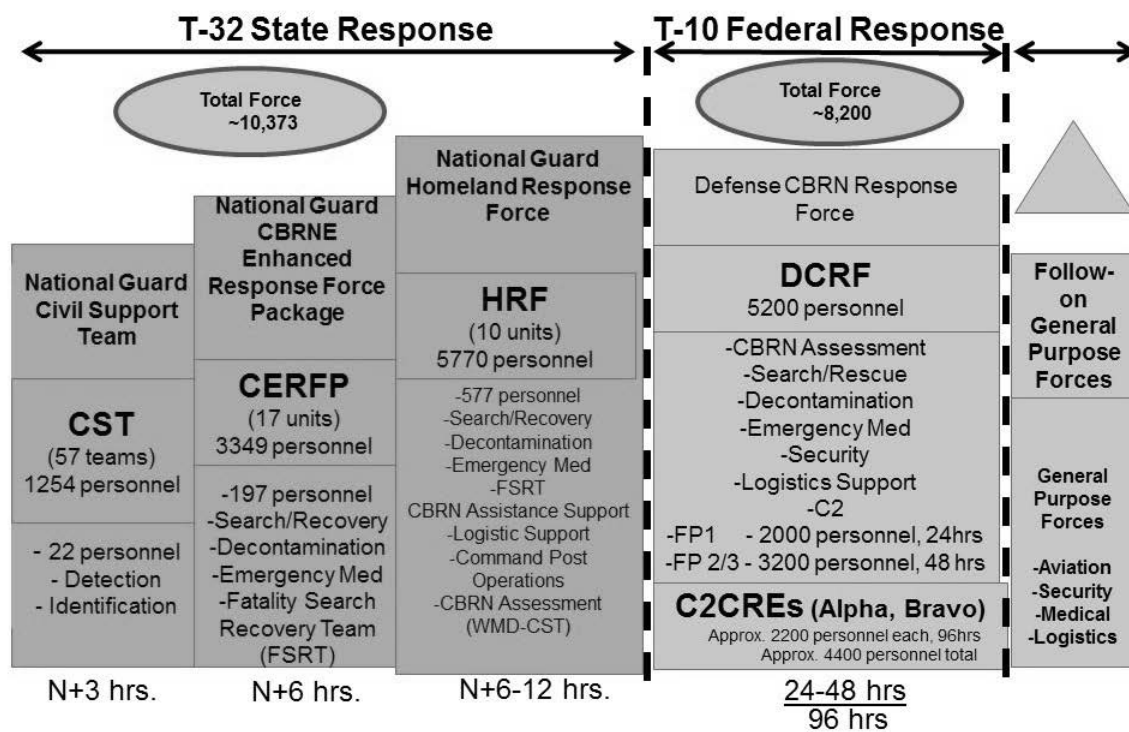 T-32 State Response
T-10 Federal Response
Total Force
~10,373
Total Force
~8,200
National Guard
Civil Support
Team
CST
(57 teams)
1254 personnel
- 22 personnel
- Detection
- Identification
N+3 hrs.
National Guard
CBRNE
Enhanced
Response Force
Package
CERFP
(17 units)
3349 personnel
-197 personnel
-Search/Recovery
-Decontamination
-Emergency Med
-Fatality Search
Recovery Team
(FSRT)
N+6 hrs.
National Guard
Homeland Response
Force
HRF
(10 units)
5770 personnel
-577 personnel
-Search/Recovery
-Decontamination
-Emergency Med
-FSRT
CBRN Assistance Support
-Logistic Support
-Command Post
Operations
-CBRN Assessment
(WMD-CST)
N+6-12 hrs.
Defense CBRN Response
Force
DCRF
5200 personnel
-CBRN Assessment
-Search/Rescue
-Decontamination
-Emergency Med
-Security
-Logistics Support
-C2
-FP1 - 2000 personnel, 24hrs
-FP 2/3 - 3200 personnel, 48 hrs
C2CREs (Alpha, Bravo)
Approx. 2200 personnel each, 96hrs
Approx. 4400 personnel total
24-48 hrs
96 hrs
Follow-
on
General
Purpose
Forces
General
Purpose
Forces
-Aviation
-Security
-Medical
-Logistics